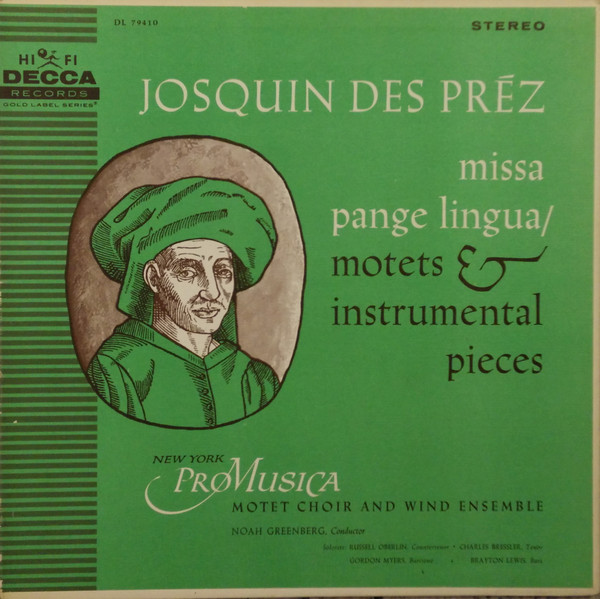 DL 79410
STEREO
HI FI
DECCA
RECORDS
GOLD LABEL SERIES
JOSQUIN DES PRÉZ
missa
pange lingua/
motets &
instrumental
pieces
NEW YORK
PRO MUSICA
MOTET CHOIR AND WIND ENSEMBLE
NOAH GREENBERG, Conductor
Soloists: RUSSELL OBERLIN, Countertenor • CHARLES BRESSLER, Tenor
GORDON MYERS, Baritone • BRAYTON LEWIS, Bass